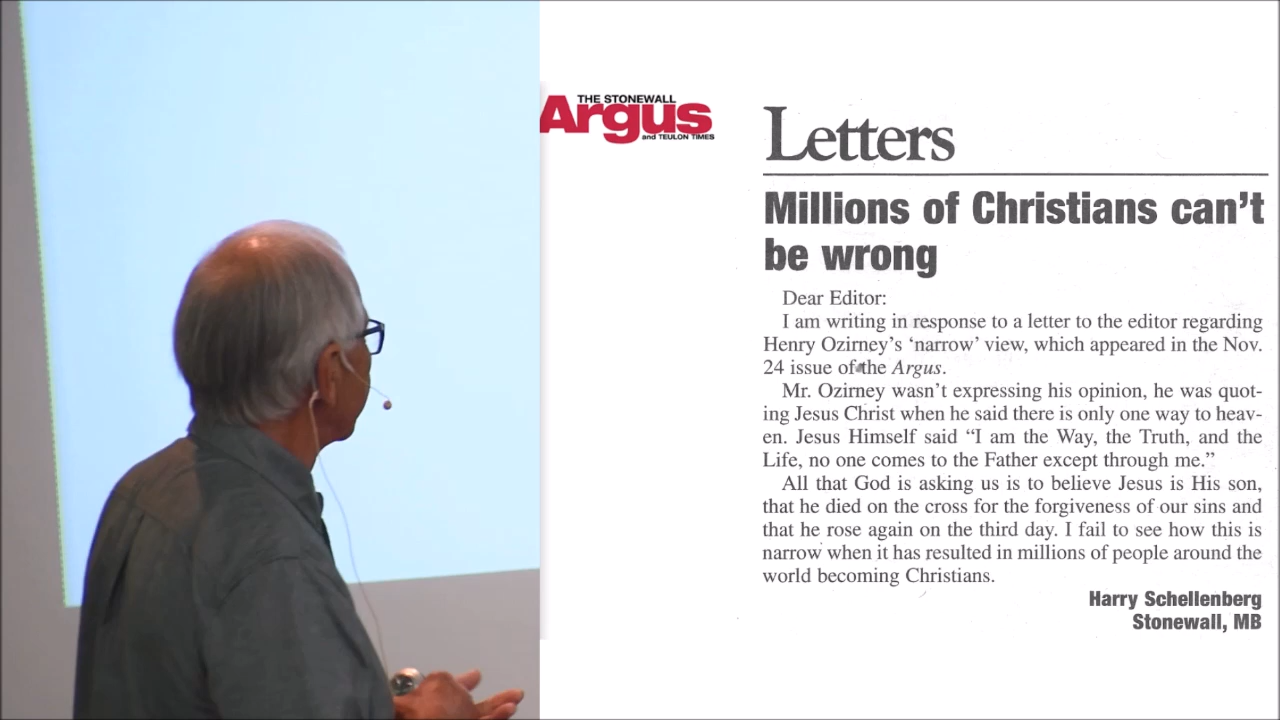 THE STONEWALL
Argus
and TEULON TIMES
Letters
Millions of Christians can't
be wrong
Dear Editor:
I am writing in response to a letter to the editor regarding
Henry Ozirney's ‘narrow’ view, which appeared in the Nov.
24 issue of the Argus.
Mr. Ozirney wasn't expressing his opinion, he was quot-
ing Jesus Christ when he said there is only one way to heav-
en. Jesus Himself said “I am the Way, the Truth, and the
Life, no one comes to the Father except through me.”
All that God is asking us is to believe Jesus is His son,
that he died on the cross for the forgiveness of our sins and
that he rose again on the third day. I fail to see how this is
narrow when it has resulted in millions of people around the
world becoming Christians.
Harry Schellenberg
Stonewall, MB